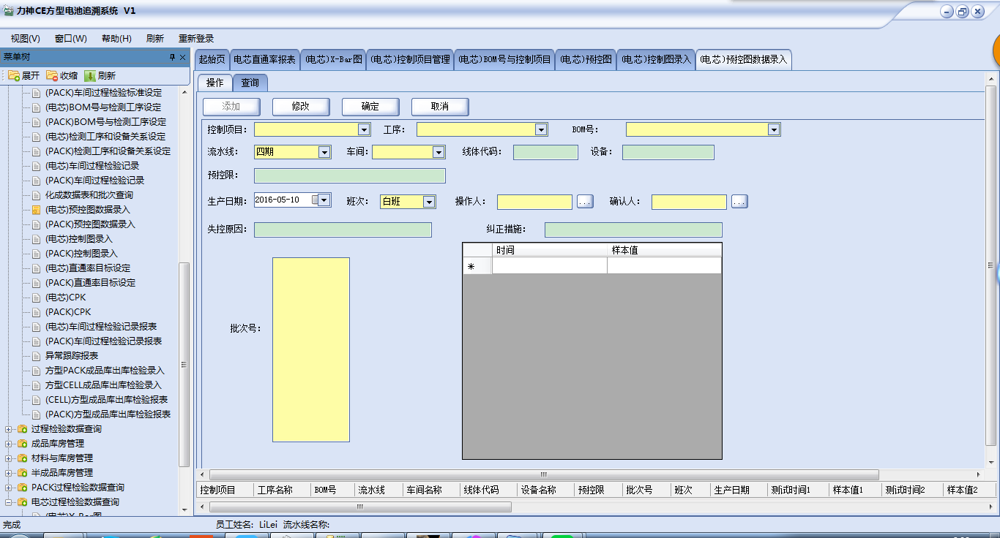 力神CE方型电池追溯系统 V1
视图(V) 窗口(W) 帮助(H) 刷新 重新登录
菜单树
展开 收缩 刷新
(PACK)车间过程检验标准设定
(电芯)BOM号与检测工序设定
(PACK)BOM号与检测工序设定
(电芯)检测工序和设备关系设定
(PACK)检测工序和设备关系设定
(电芯)车间过程检验记录
(PACK)车间过程检验记录
化成数据表和批次查询
(电芯)预控图数据录入
(PACK)预控图数据录入
(电芯)控制图录入
(PACK)控制图录入
(电芯)直通率目标设定
(PACK)直通率目标设定
(电芯)CPK
(PACK)CPK
(电芯)车间过程检验记录报表
(PACK)车间过程检验记录报表
异常跟踪报表
方型PACK成品库出库检验录入
方型CELL成品库出库检验录入
(CELL)方型成品库出库检验报表
(PACK)方型成品库出库检验报表
过程检验数据查询
成品库房管理
材料与库房管理
半成品库房管理
PACK过程检验数据查询
电芯过程检验数据查询
(电芯)X-Bar图
起始页 电芯直通率报表 (电芯)X-Bar图 (电芯)控制项目管理 (电芯)BOM号与控制项目 (电芯)预控图 (电芯)控制图录入 (电芯)预控图数据录入
操作 查询
添加 修改 确定 取消
控制项目: 工序: BOM号:
流水线: 四期 车间: 线体代码: 设备:
预控限:
生产日期: 2016-05-10 班次: 白班 操作人: ... 确认人: ...
失控原因: 纠正措施:
时间 样本值
批次号:
控制项目 工序名称 BOM号 流水线 车间名称 线体代码 设备名称 预控限 批次号 班次 生产日期 测试时间1 样本值1 测试时间2 样本值2
完成 员工姓名: LiLei 流水线名称: